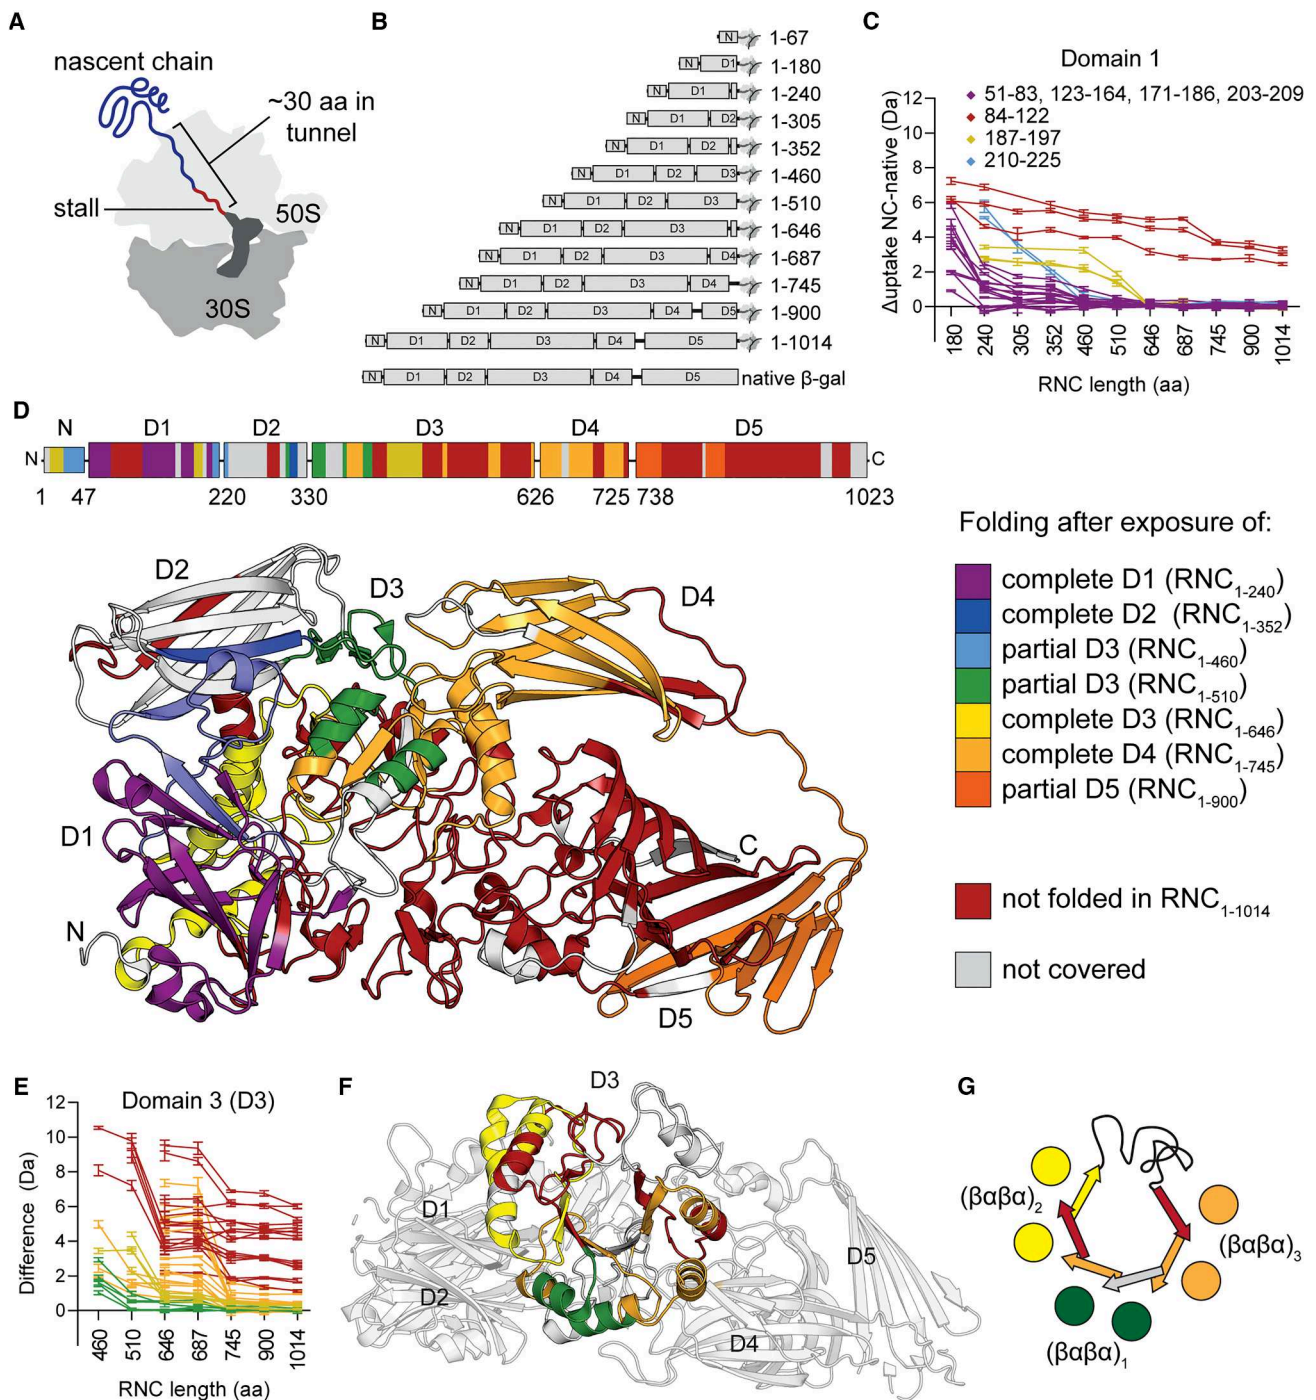 A
nascent chain
~30 aa in
tunnel
stall
50S
30S
B
N 1-67
N D1 1-180
N D1 1-240
N D1 D2 1-305
N D1 D2 1-352
N D1 D2 D3 1-460
N D1 D2 D3 1-510
N D1 D2 D3 1-646
N D1 D2 D3 D4 1-687
N D1 D2 D3 D4 1-745
N D1 D2 D3 D4 D5 1-900
N D1 D2 D3 D4 D5 1-1014
N D1 D2 D3 D4 D5 native β-gal
C
Domain 1
51-83, 123-164, 171-186, 203-209
84-122
187-197
210-225
Δuptake NC-native (Da)
12
10
8
6
4
2
0
180 240 305 352 460 510 646 687 745 900 1014
RNC length (aa)
D
N D1 D2 D3 D4 D5
N C
1 47 220 330 626 725 738 1023
D2
D3
D4
D1
N
C
D5
Folding after exposure of:
complete D1 (RNC1-240)
complete D2 (RNC1-352)
partial D3 (RNC1-460)
partial D3 (RNC1-510)
complete D3 (RNC1-646)
complete D4 (RNC1-745)
partial D5 (RNC1-900)
not folded in RNC1-1014
not covered
E
Domain 3 (D3)
Difference (Da)
12
10
8
6
4
2
0
460 510 646 687 745 900 1014
RNC length (aa)
F
D3
D1
D2
D5
D4
G
(βαβα)2
(βαβα)3
(βαβα)1